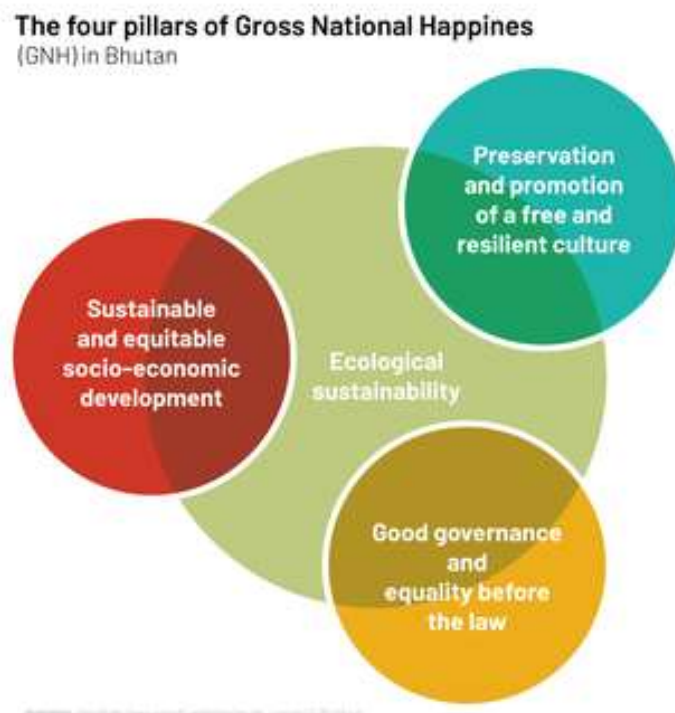 The four pillars of Gross National Happines
(GNH) in Bhutan
Preservation
and promotion
of a free and
resilient culture
Sustainable
and equitable
socio-economic
development
Ecological
sustainability
Good governance
and
equality before
the law